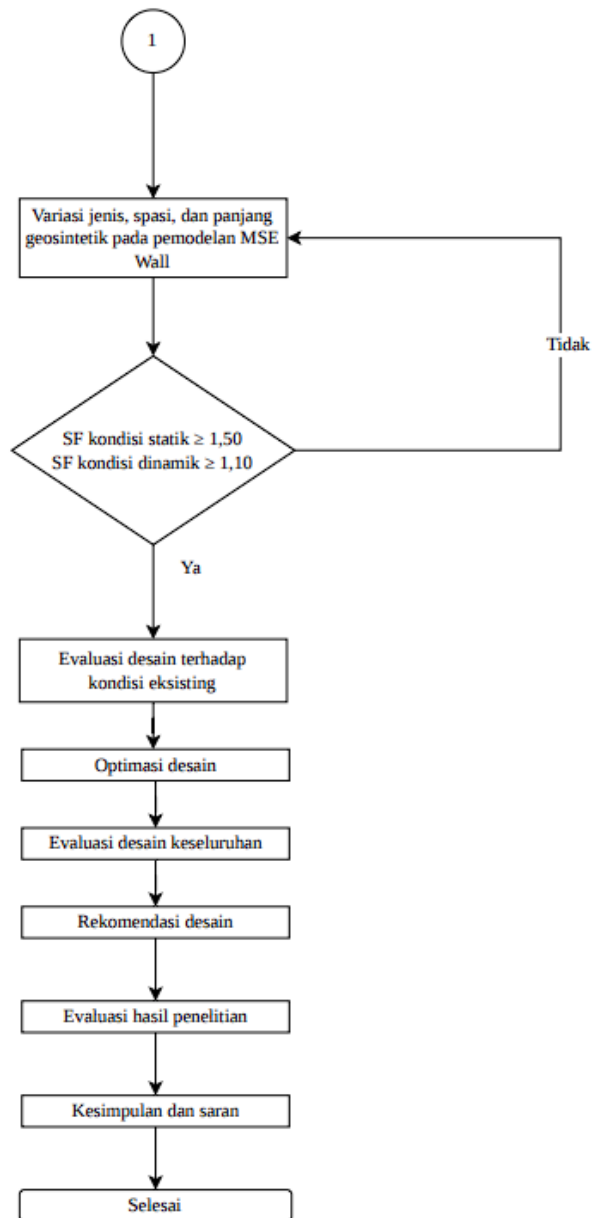 1
Variasi jenis, spasi, dan panjang
geosintetik pada pemodelan MSE
Wall
Tidak
SF kondisi statik ≥ 1,50
SF kondisi dinamik ≥ 1,10
Ya
Evaluasi desain terhadap
kondisi eksisting
Optimasi desain
Evaluasi desain keseluruhan
Rekomendasi desain
Evaluasi hasil penelitian
Kesimpulan dan saran
Selesai